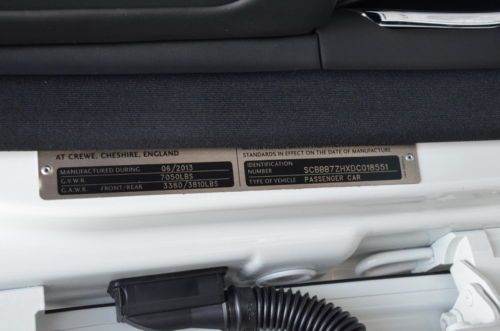 AT CREWE, CHESHIRE, ENGLAND
STANDARDS IN EFFECT ON THE DATE OF MANUFACTURE
MANUFACTURED DURING 06/2013
G.V.W.R. 7050LBS
G.A.W.R. FRONT/REAR 3380/3810LBS
IDENTIFICATION
NUMBER SCBBB7ZHXDC018551
TYPE OF VEHICLE PASSENGER CAR